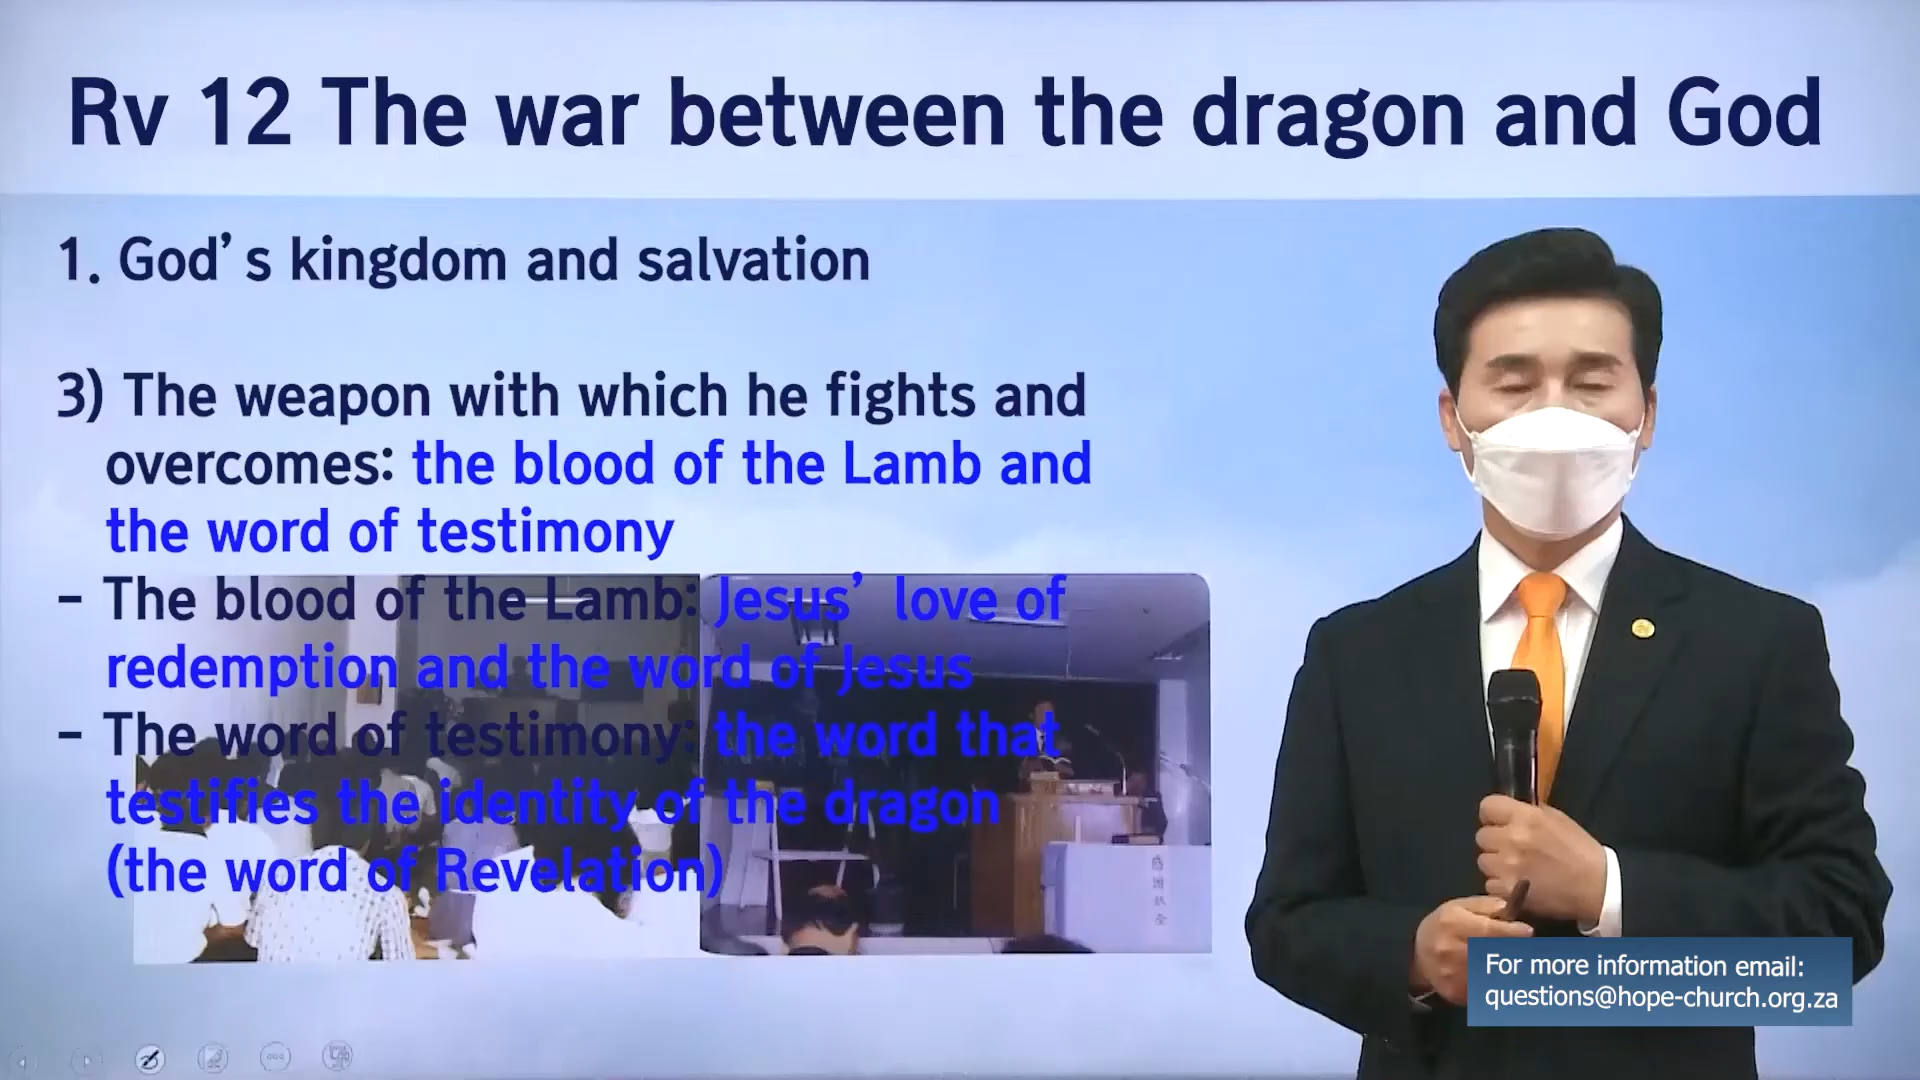 Rv 12 The war between the dragon and God
1. God's kingdom and salvation
3) The weapon with which he fights and
overcomes: the blood of the Lamb and
the word of testimony
- The blood of the Lamb: Jesus' love of
redemption and the word of Jesus
- The word of testimony: the word that
testifies the identity of the dragon
(the word of Revelation)
For more information email:
questions@hope-church.org.za